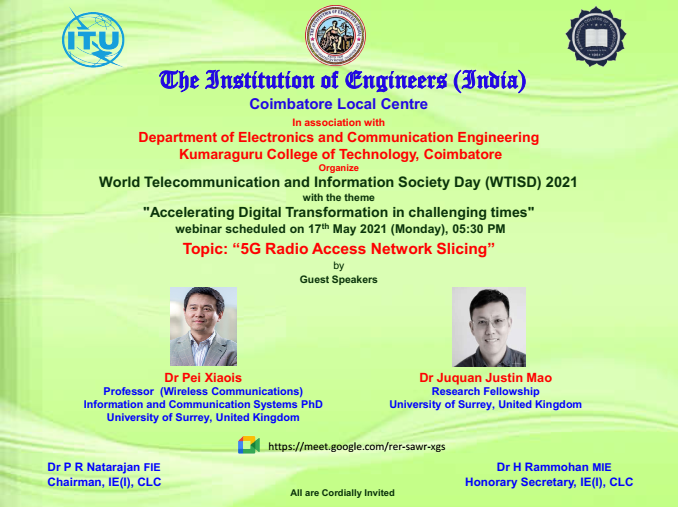 ITU
The Institution of Engineers (India)
Coimbatore Local Centre
In association with
Department of Electronics and Communication Engineering
Kumaraguru College of Technology, Coimbatore
Organize
World Telecommunication and Information Society Day (WTISD) 2021
with the theme
"Accelerating Digital Transformation in challenging times"
webinar scheduled on 17th May 2021 (Monday), 05:30 PM
Topic: “5G Radio Access Network Slicing”
by
Guest Speakers
Dr Pei Xiaois
Professor (Wireless Communications)
Information and Communication Systems PhD
University of Surrey, United Kingdom
Dr Juquan Justin Mao
Research Fellowship
University of Surrey, United Kingdom
https://meet.google.com/rer-sawr-xgs
Dr P R Natarajan FIE
Chairman, IE(I), CLC
Dr H Rammohan MIE
Honorary Secretary, IE(I), CLC
All are Cordially Invited